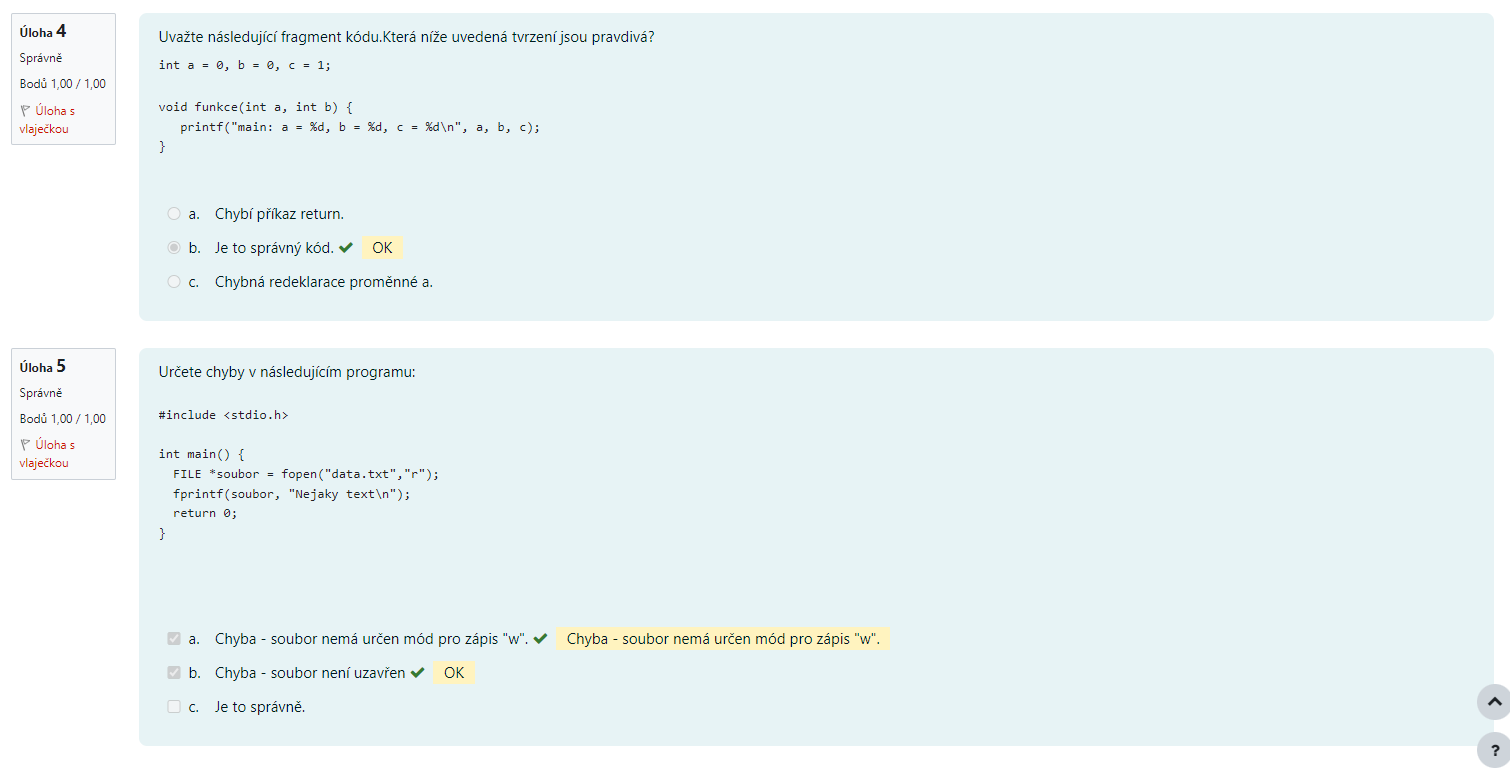 Úloha 4
Správně
Bodů 1,00 / 1,00
Úloha s
vlaječkou
Uvažte následující fragment kódu.Která níže uvedená tvrzení jsou pravdivá?
int a = 0, b = 0, c = 1;
void funkce(int a, int b) {
   printf("main: a = %d, b = %d, c = %d\n", a, b, c);
}
a. Chybí příkaz return.
b. Je to správný kód. OK
c. Chybná redeklarace proměnné a.
Úloha 5
Správně
Bodů 1,00 / 1,00
Úloha s
vlaječkou
Určete chyby v následujícím programu:
#include <stdio.h>
int main() {
  FILE *soubor = fopen("data.txt","r");
  fprintf(soubor, "Nejaky text\n");
  return 0;
}
a. Chyba - soubor nemá určen mód pro zápis "w". Chyba - soubor nemá určen mód pro zápis "w".
b. Chyba - soubor není uzavřen OK
c. Je to správně.
?